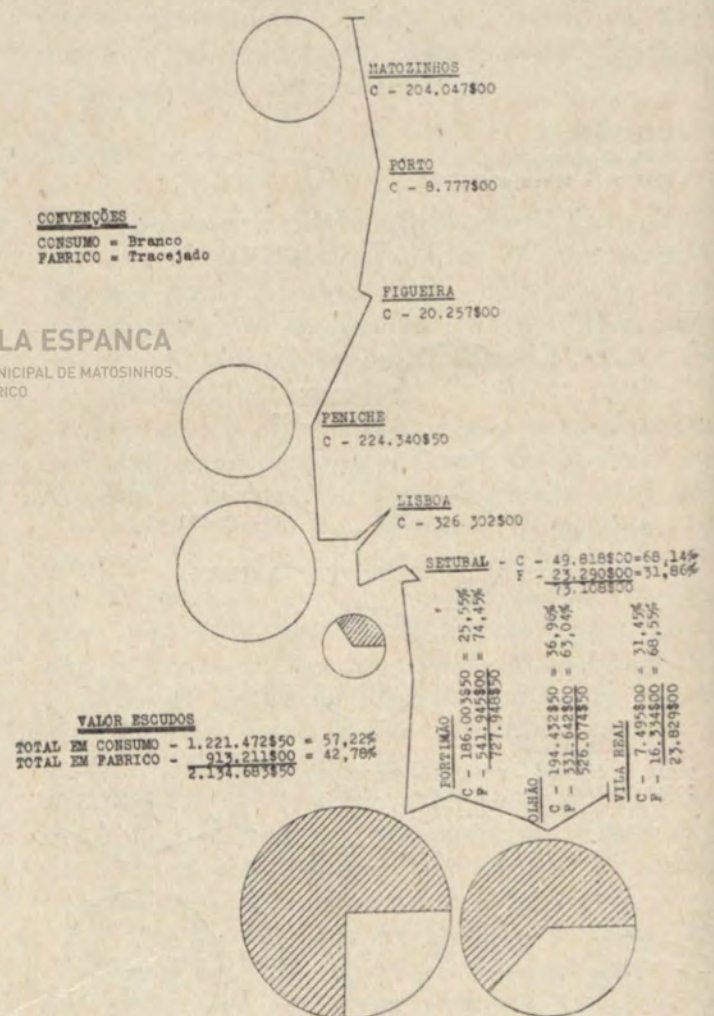 MATOZINHOS
C - 204.047$00
PÔRTO
C - 8.777$00
CONVENÇÕES
CONSUMO = Branco
FABRICO = Tracejado
FIGUEIRA
C - 20.257$00
LA ESPANCA
NICIPAL DE MATOSINHOS
RICO
PENICHE
C - 224.340$50
LISBOA
C - 326.302$00
SETUBAL - C - 49.818$00=68,14%
F - 23.290$00=31,86%
73.108$00
PORTIMÃO
C - 186.003$50 = 25,55%
F - 541.945$00 = 74,45%
727.948$50
OLHÃO
C - 194.432$50 = 36,96%
F - 331.642$00 = 63,04%
526.074$50
VILA REAL
C - 7.495$00 = 31,45%
F - 16.334$00 = 68,55%
23.829$00
VALOR ESCUDOS
TOTAL EM CONSUMO - 1.221.472$50 = 57,22%
TOTAL EM FABRICO - 913.211$00 = 42,78%
2.134.683$50